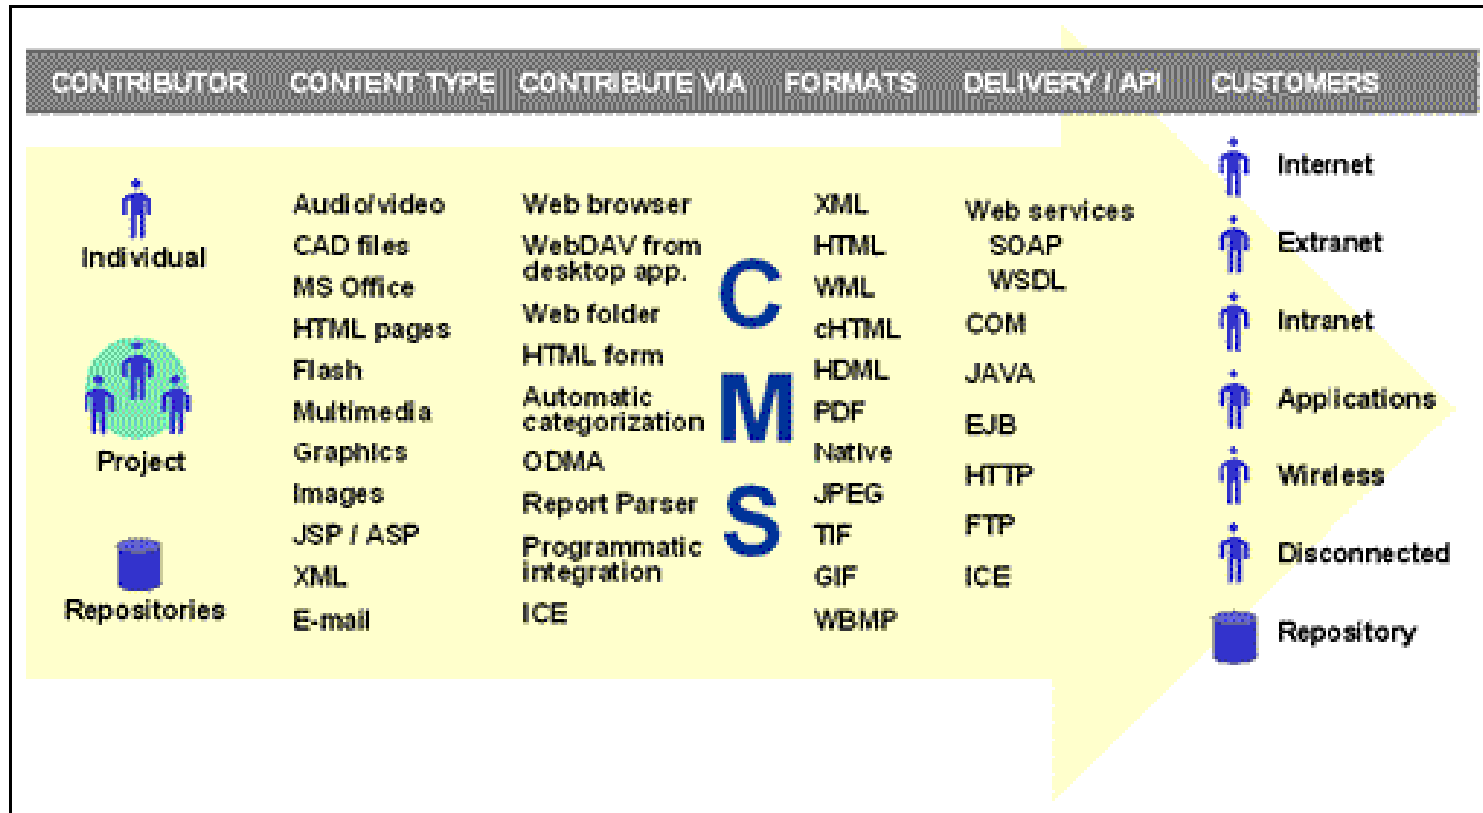 CONTRIBUTOR CONTENT TYPE CONTRIBUTE VIA FORMATS DELIVERY / API CUSTOMERS
Individual
Project
Repositories
Audio/video
CAD files
MS Office
HTML pages
Flash
Multimedia
Graphics
Images
JSP / ASP
XML
E-mail
Web browser
WebDAV from
desktop app.
Web folder
HTML form
Automatic
categorization
ODMA
Report Parser
Programmatic
integration
ICE
C
M
S
XML
HTML
WML
cHTML
HDML
PDF
Native
JPEG
TIF
GIF
WBMP
Web services
SOAP
WSDL
COM
JAVA
EJB
HTTP
FTP
ICE
Internet
Extranet
Intranet
Applications
Wireless
Disconnected
Repository